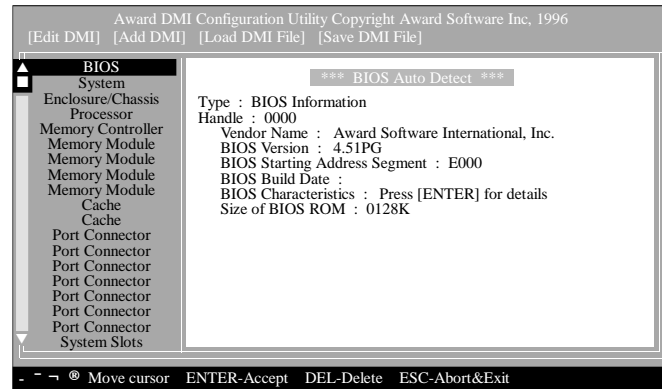 Award DMI Configuration Utility Copyright Award Software Inc, 1996
[Edit DMI] [Add DMI] [Load DMI File] [Save DMI File]
BIOS
System
Enclosure/Chassis
Processor
Memory Controller
Memory Module
Memory Module
Memory Module
Memory Module
Cache
Cache
Port Connector
Port Connector
Port Connector
Port Connector
Port Connector
Port Connector
Port Connector
System Slots
*** BIOS Auto Detect ***
Type : BIOS Information
Handle : 0000
Vendor Name : Award Software International, Inc.
BIOS Version : 4.51PG
BIOS Starting Address Segment : E000
BIOS Build Date :
BIOS Characteristics : Press [ENTER] for details
Size of BIOS ROM : 0128K
- ¯ ¬ ® Move cursor ENTER-Accept DEL-Delete ESC-Abort&Exit